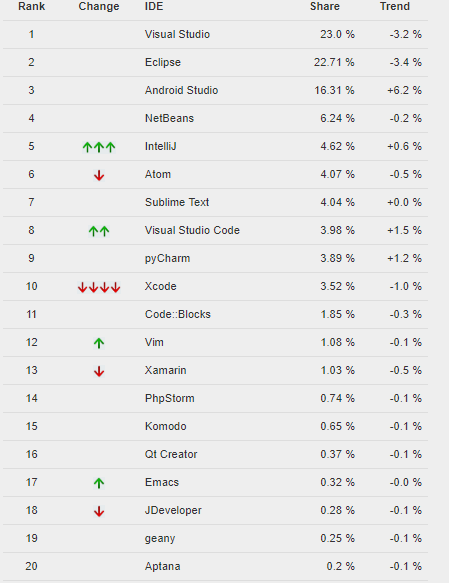 Rank Change IDE Share Trend
1 Visual Studio 23.0 % -3.2 %
2 Eclipse 22.71 % -3.4 %
3 Android Studio 16.31 % +6.2 %
4 NetBeans 6.24 % -0.2 %
5 ↑↑↑ IntelliJ 4.62 % +0.6 %
6 ↓ Atom 4.07 % -0.5 %
7 Sublime Text 4.04 % +0.0 %
8 ↑↑ Visual Studio Code 3.98 % +1.5 %
9 pyCharm 3.89 % +1.2 %
10 ↓↓↓↓ Xcode 3.52 % -1.0 %
11 Code::Blocks 1.85 % -0.3 %
12 ↑ Vim 1.08 % -0.1 %
13 ↓ Xamarin 1.03 % -0.5 %
14 PhpStorm 0.74 % -0.1 %
15 Komodo 0.65 % -0.1 %
16 Qt Creator 0.37 % -0.1 %
17 ↑ Emacs 0.32 % -0.0 %
18 ↓ JDeveloper 0.28 % -0.1 %
19 geany 0.25 % -0.1 %
20 Aptana 0.2 % -0.1 %